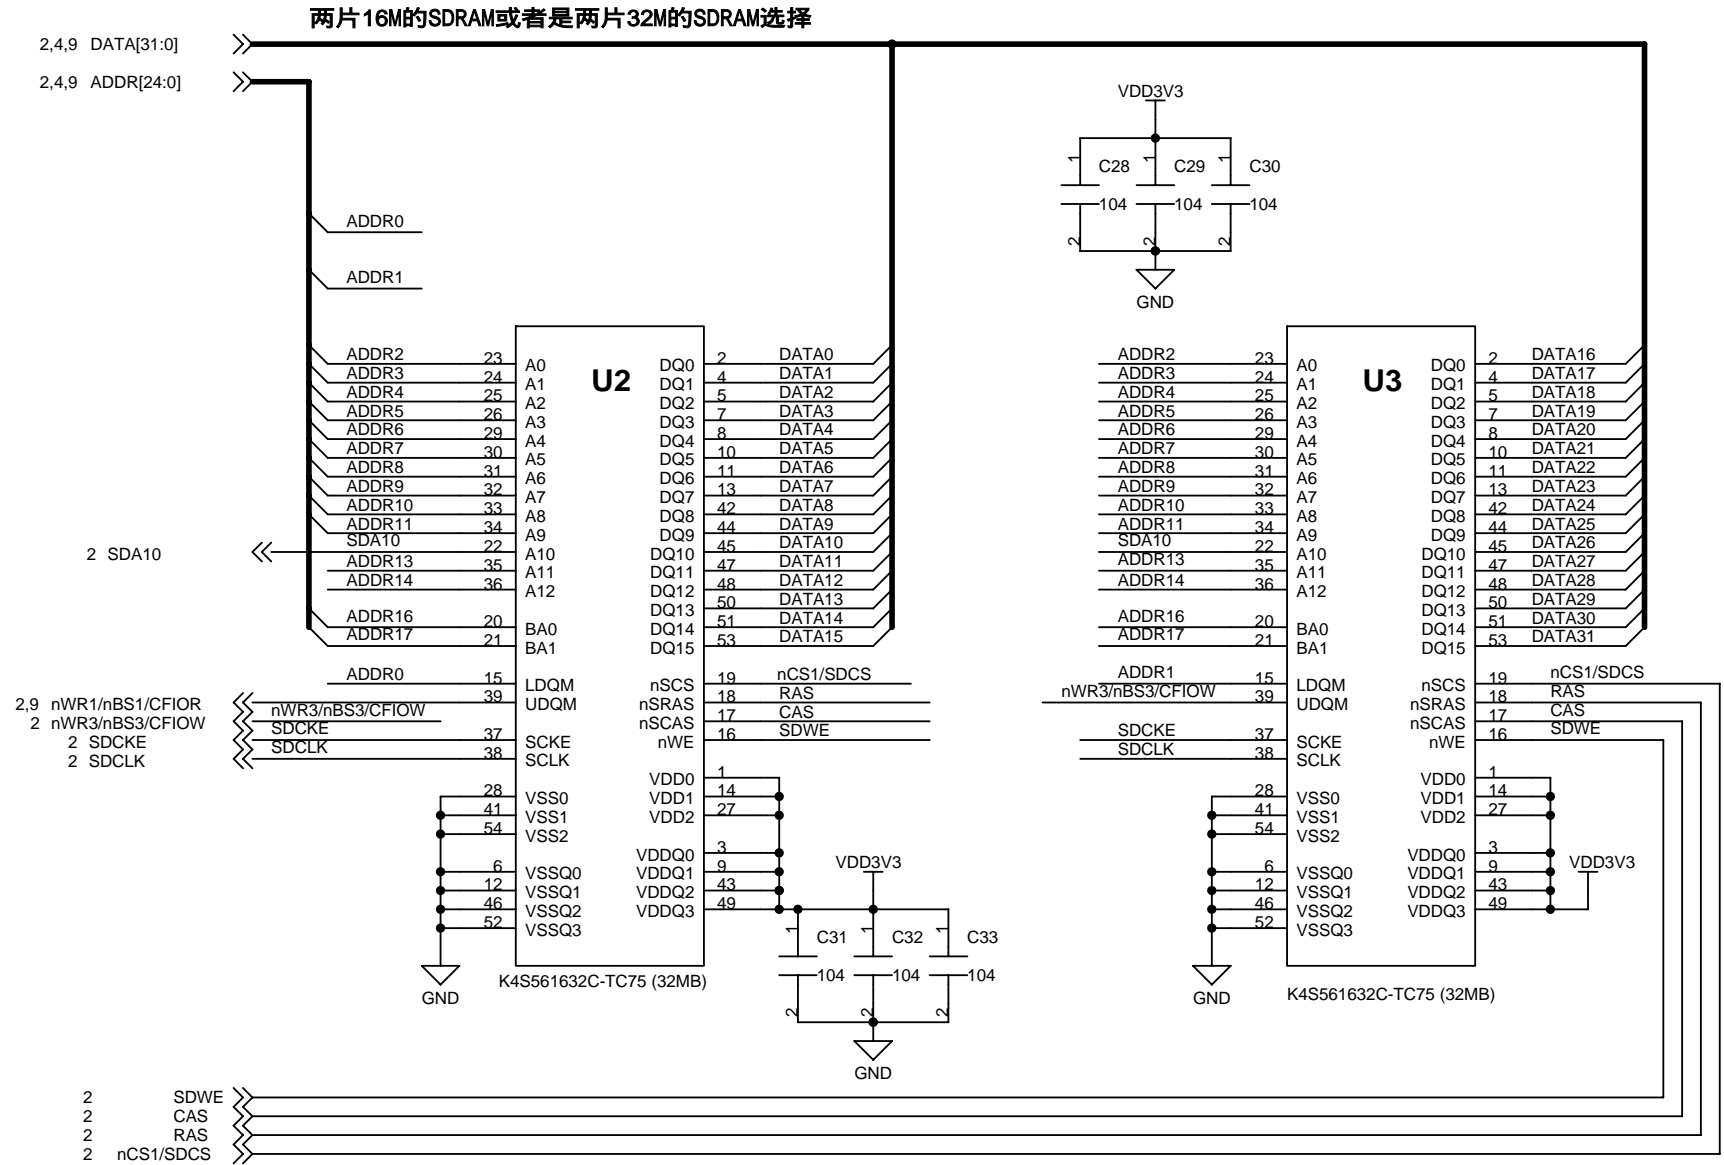 两片16M的SDRAM或者是两片32M的SDRAM选择
2,4,9 DATA[31:0]
2,4,9 ADDR[24:0]
VDD3V3
1 C28 1 C29 1 C30
104 104 104
2 2 2
GND
ADDR0
ADDR1
U2
ADDR2 23 A0 DQ0 2 DATA0
ADDR3 24 A1 DQ1 4 DATA1
ADDR4 25 A2 DQ2 5 DATA2
ADDR5 26 A3 DQ3 7 DATA3
ADDR6 29 A4 DQ4 8 DATA4
ADDR7 30 A5 DQ5 10 DATA5
ADDR8 31 A6 DQ6 11 DATA6
ADDR9 32 A7 DQ7 13 DATA7
ADDR10 33 A8 DQ8 42 DATA8
ADDR11 34 A9 DQ9 44 DATA9
2 SDA10 SDA10 22 A10 DQ10 45 DATA10
ADDR13 35 A11 DQ11 47 DATA11
ADDR14 36 A12 DQ12 48 DATA12
DQ13 50 DATA13
ADDR16 20 BA0 DQ14 51 DATA14
ADDR17 21 BA1 DQ15 53 DATA15
ADDR0 15 LDQM nSCS 19 nCS1/SDCS
2,9 nWR1/nBS1/CFIOR 39 UDQM nSRAS 18 RAS
2 nWR3/nBS3/CFIOW nWR3/nBS3/CFIOW nSCAS 17 CAS
2 SDCKE SDCKE 37 SCKE nWE 16 SDWE
2 SDCLK SDCLK 38 SCLK
VDD0 1
28 VSS0 VDD1 14
41 VSS1 VDD2 27
54 VSS2
VDDQ0 3
6 VSSQ0 VDDQ1 9
12 VSSQ1 VDDQ2 43
46 VSSQ2 VDDQ3 49
52 VSSQ3
VDD3V3
1 C31 1 C32 1 C33
104 104 104
2 2 2
GND
GND
K4S561632C-TC75 (32MB)
U3
ADDR2 23 A0 DQ0 2 DATA16
ADDR3 24 A1 DQ1 4 DATA17
ADDR4 25 A2 DQ2 5 DATA18
ADDR5 26 A3 DQ3 7 DATA19
ADDR6 29 A4 DQ4 8 DATA20
ADDR7 30 A5 DQ5 10 DATA21
ADDR8 31 A6 DQ6 11 DATA22
ADDR9 32 A7 DQ7 13 DATA23
ADDR10 33 A8 DQ8 42 DATA24
ADDR11 34 A9 DQ9 44 DATA25
SDA10 22 A10 DQ10 45 DATA26
ADDR13 35 A11 DQ11 47 DATA27
ADDR14 36 A12 DQ12 48 DATA28
DQ13 50 DATA29
ADDR16 20 BA0 DQ14 51 DATA30
ADDR17 21 BA1 DQ15 53 DATA31
ADDR1 15 LDQM nSCS 19 nCS1/SDCS
nWR3/nBS3/CFIOW 39 UDQM nSRAS 18 RAS
nSCAS 17 CAS
SDCKE 37 SCKE nWE 16 SDWE
SDCLK 38 SCLK
VDD0 1
28 VSS0 VDD1 14
41 VSS1 VDD2 27
54 VSS2
VDDQ0 3
6 VSSQ0 VDDQ1 9
12 VSSQ1 VDDQ2 43
46 VSSQ2 VDDQ3 49
52 VSSQ3
VDD3V3
GND
K4S561632C-TC75 (32MB)
2 SDWE
2 CAS
2 RAS
2 nCS1/SDCS